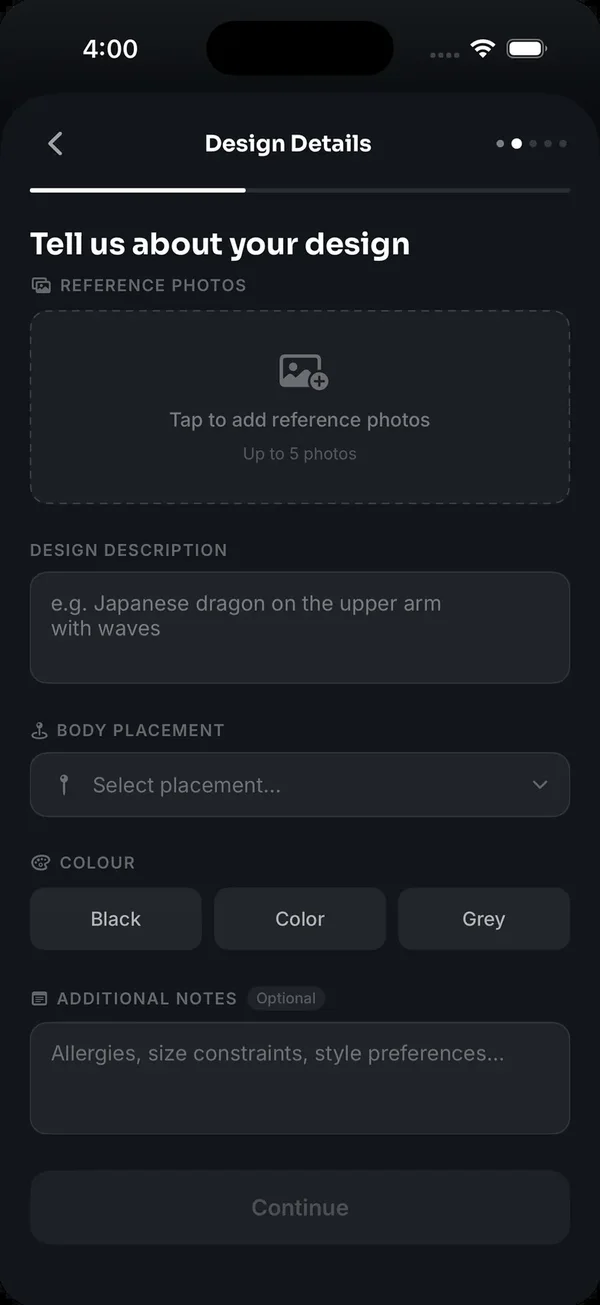 4:00
Design Details
Tell us about your design
REFERENCE PHOTOS
Tap to add reference photos
Up to 5 photos
DESIGN DESCRIPTION
e.g. Japanese dragon on the upper arm
with waves
BODY PLACEMENT
Select placement...
COLOUR
Black
Color
Grey
ADDITIONAL NOTES
Optional
Allergies, size constraints, style preferences...
Continue